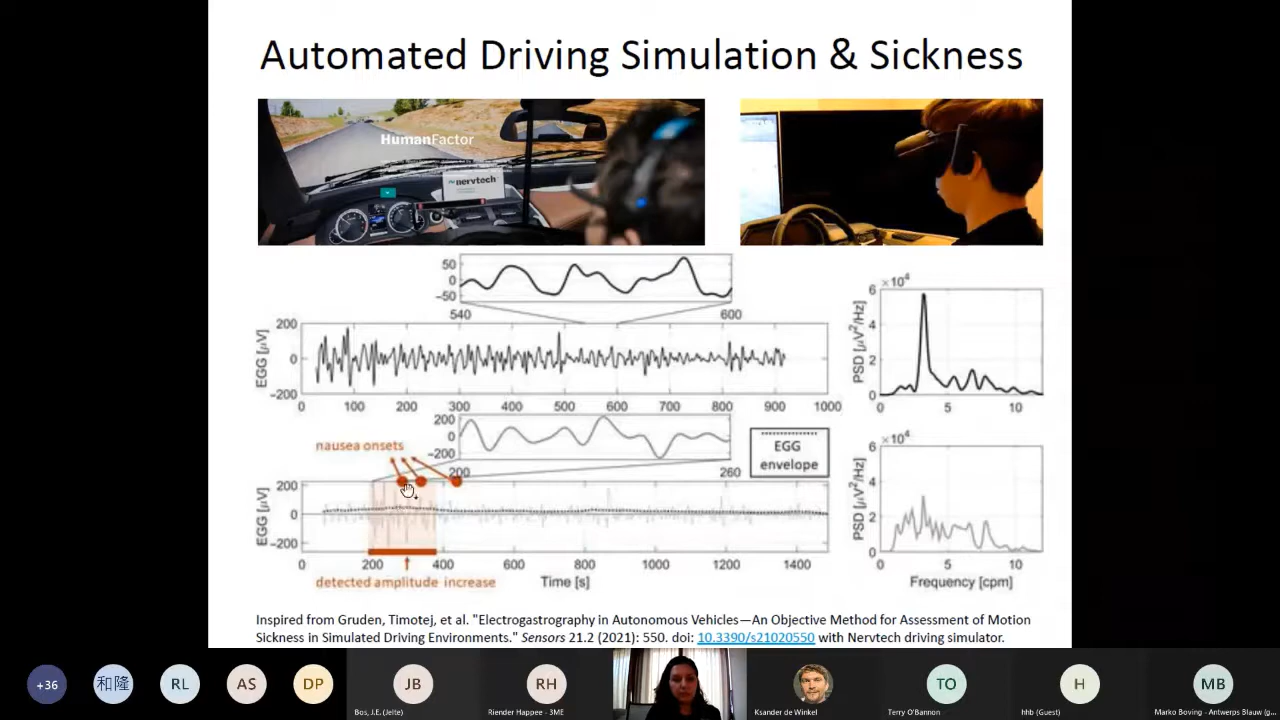 Automated Driving Simulation & Sickness
HumanFactor
nervtech
50
0
−50
540
600
EGG [μV]
200
0
−200
0
100
200
300
400
500
600
700
800
900
1000
×10⁴
PSD [μV²/Hz]
6
4
2
0
0
5
10
nausea onsets
200
0
−200
200
260
EGG
envelope
EGG [μV]
200
0
−200
0
200
400
600
800
1000
1200
1400
detected amplitude increase
Time [s]
×10⁴
PSD [μV²/Hz]
6
4
2
0
0
5
10
Frequency [cpm]
Inspired from Gruden, Timotej, et al. "Electrogastrography in Autonomous Vehicles—An Objective Method for Assessment of Motion
Sickness in Simulated Driving Environments." Sensors 21.2 (2021): 550. doi: 10.3390/s21020550 with Nervtech driving simulator.
+36
和隆
RL
AS
DP
JB
RH
TO
H
MB
Bos, J.E. (Jelte)
Riender Happee - 3ME
Ksander de Winkel
Terry O'Bannon
hhb (Guest)
Marko Boving - Antwerps Blauw (g...